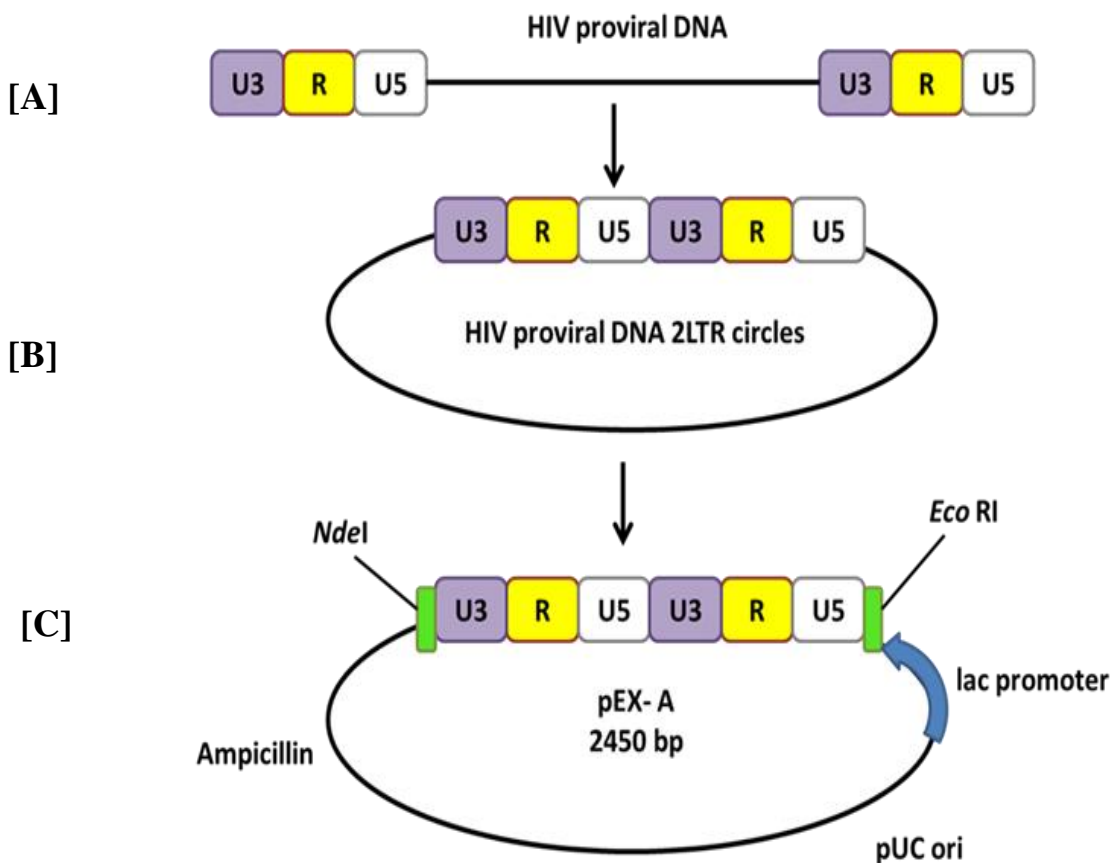 HIV proviral DNA
[A]
U3 R U5 U3 R U5
U3 R U5 U3 R U5
[B]
HIV proviral DNA 2LTR circles
NdeI
Eco RI
[C]
U3 R U5 U3 R U5
lac promoter
pEX- A
2450 bp
Ampicillin
pUC ori